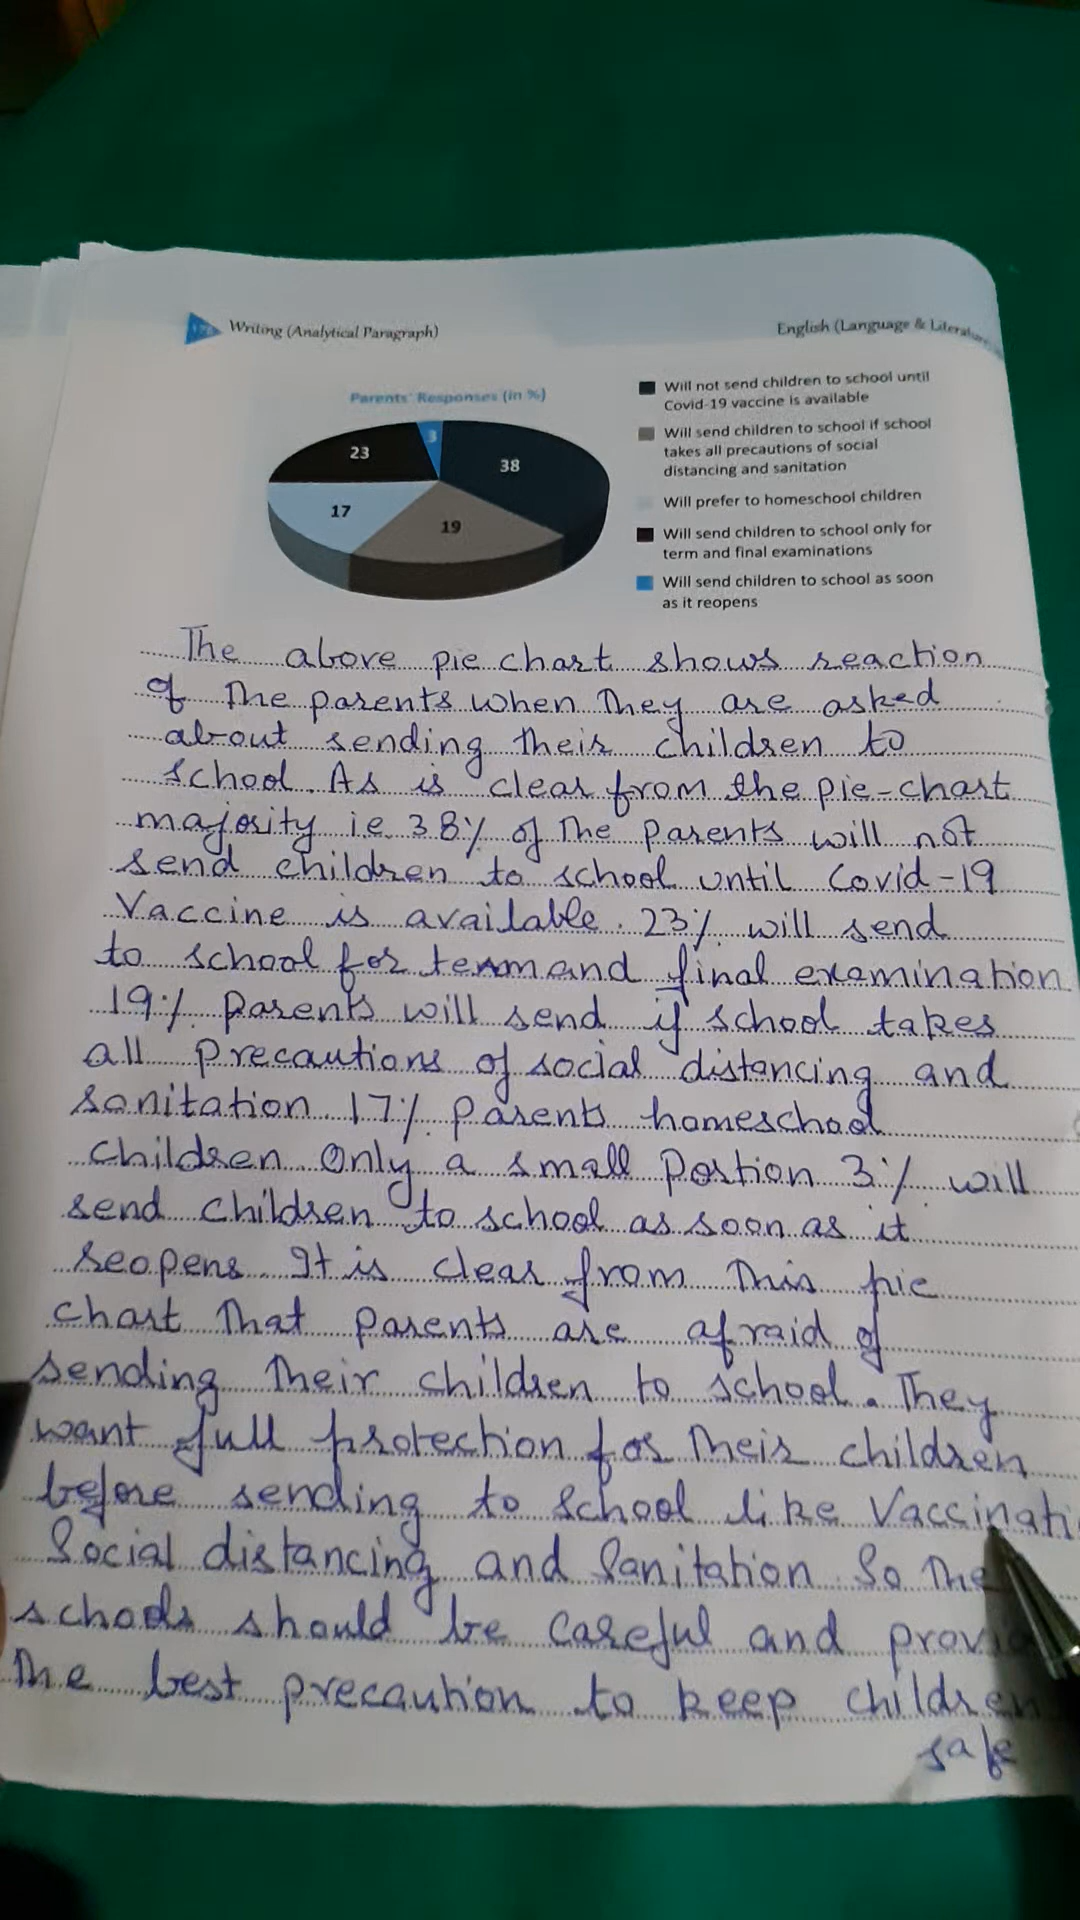 Writing (Analytical Paragraph)
English (Language &
Parents' Responses (in %)
3
23
38
17
19
Will not send children to school until
Covid-19 vaccine is available
Will send children to school if school
takes all precautions of social
distancing and sanitation
Will prefer to homeschool children
Will send children to school only for
term and final examinations
Will send children to school as soon
as it reopens
The above pie chart shows reaction
of the parents when they are asked
about sending their children to
school. As is clear from the pie-chart
majority i.e 38% of the parents will not
send children to school until Covid-19
Vaccine is available. 23% will send
to school for term and final examination
19% parents will send if school takes
all precautions of social distancing and
sanitation. 17% parents homeschool
children. Only a small portion 3% will
send children to school as soon as it
reopens. It is clear from this pie
chart that parents are afraid of
sending their children to school. They
want full protection for their children
before sending to school like
Social distancing and Sanitation. So the
schools should be careful and
the best precaution to keep children
safe